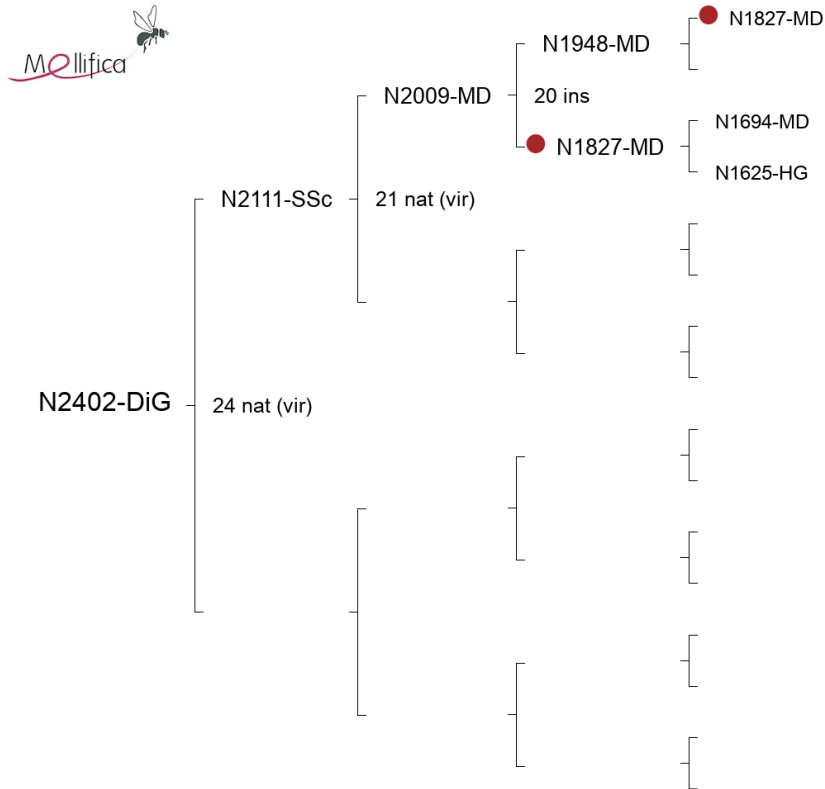 Mellifica
N1827-MD
N1948-MD
N2009-MD
20 ins
N1694-MD
N1827-MD
N1625-HG
N2111-SSc
21 nat (vir)
N2402-DiG
24 nat (vir)